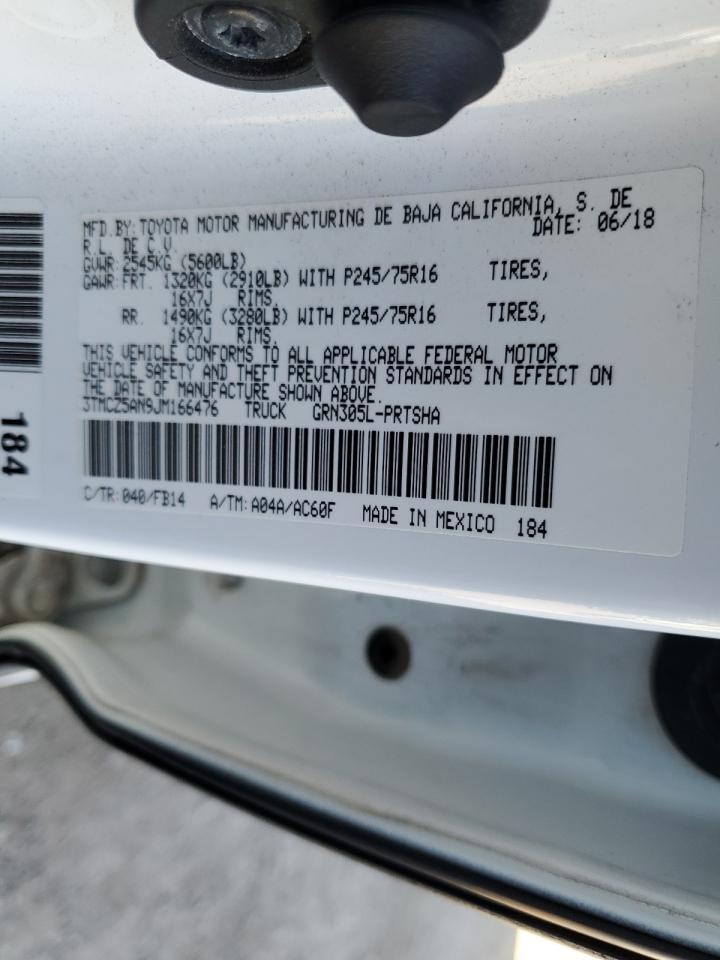 MFD.BY:TOYOTA MOTOR MANUFACTURING DE BAJA CALIFORNIA, S. DE
R.L. DE C.V. DATE: 06/18
GVWR:2545KG (5600LB)
GAWR:FRT. 1320KG (2910LB) WITH P245/75R16 TIRES,
16X7J RIMS.
RR. 1490KG (3280LB) WITH P245/75R16 TIRES,
16X7J RIMS.
THIS VEHICLE CONFORMS TO ALL APPLICABLE FEDERAL MOTOR
VEHICLE SAFETY AND THEFT PREVENTION STANDARDS IN EFFECT ON
THE DATE OF MANUFACTURE SHOWN ABOVE.
3TMCZ5AN9JM166476 TRUCK GRN305L-PRTSHA
C/TR:040/FB14 A/TM:A04A/AC60F MADE IN MEXICO 184
184